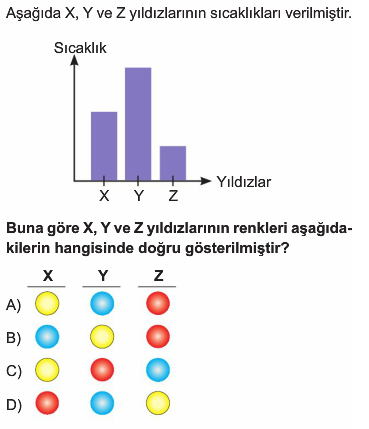 Aşağıda X, Y ve Z yıldızlarının sıcaklıkları verilmiştir.
Sıcaklık
Yıldızlar
X Y Z
Buna göre X, Y ve Z yıldızlarının renkleri aşağıda-
kilerin hangisinde doğru gösterilmiştir?
X Y Z
A)
B)
C)
D)